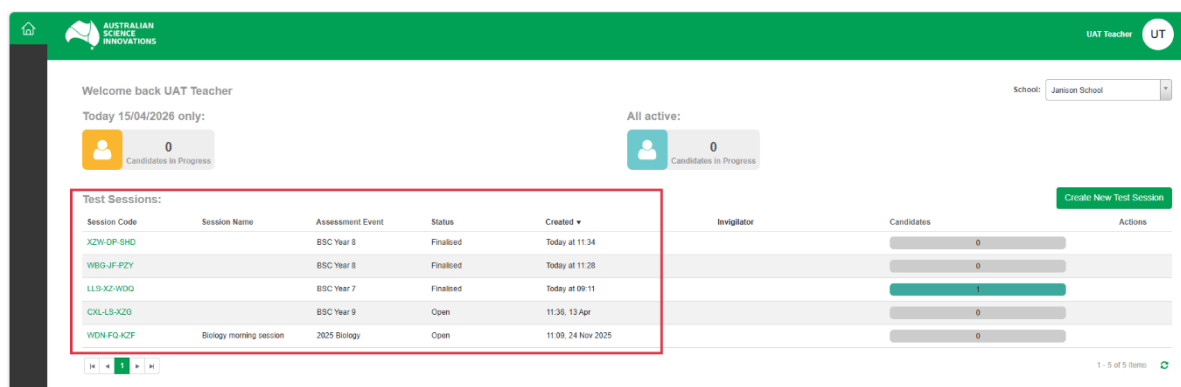 AUSTRALIAN
SCIENCE
INNOVATIONS
UAT Teacher UT
Welcome back UAT Teacher
School: Janison School
Today 15/04/2026 only:
All active:
0
Candidates in Progress
0
Candidates in Progress
Test Sessions:
Create New Test Session
Session Code Session Name Assessment Event Status Created Invigilator Candidates Actions
XZW-DP-SHD BSC Year 8 Finalised Today at 11:34 0
WBG-JF-PZY BSC Year 8 Finalised Today at 11:28 0
LLS-XZ-WDQ BSC Year 7 Finalised Today at 09:11 1
CXL-LS-XZG BSC Year 9 Open 11:36, 13 Apr 0
WDN-FQ-KZF Biology morning session 2025 Biology Open 11:09, 24 Nov 2025 0
1
1 - 5 of 5 items